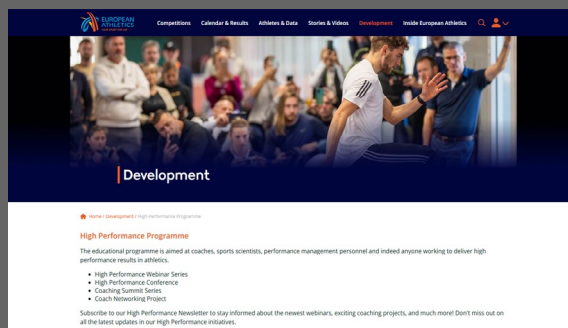 EUROPEAN
ATHLETICS
Competitions Calendar & Results Athletes & Data Stories & Videos Development Inside European Athletics
Development
Home / Development / High Performance Programme
High Performance Programme
The educational programme is aimed at coaches, sports scientists, performance management personnel and indeed anyone working to deliver high
performance results in athletics.
High Performance Webinar Series
High Performance Conference
Coaching Summit Series
Coach Networking Project
Subscribe to our High Performance Newsletter to stay informed about the newest webinars, exciting coaching projects, and much more! Don't miss out on
all the latest updates in our High Performance initiatives.